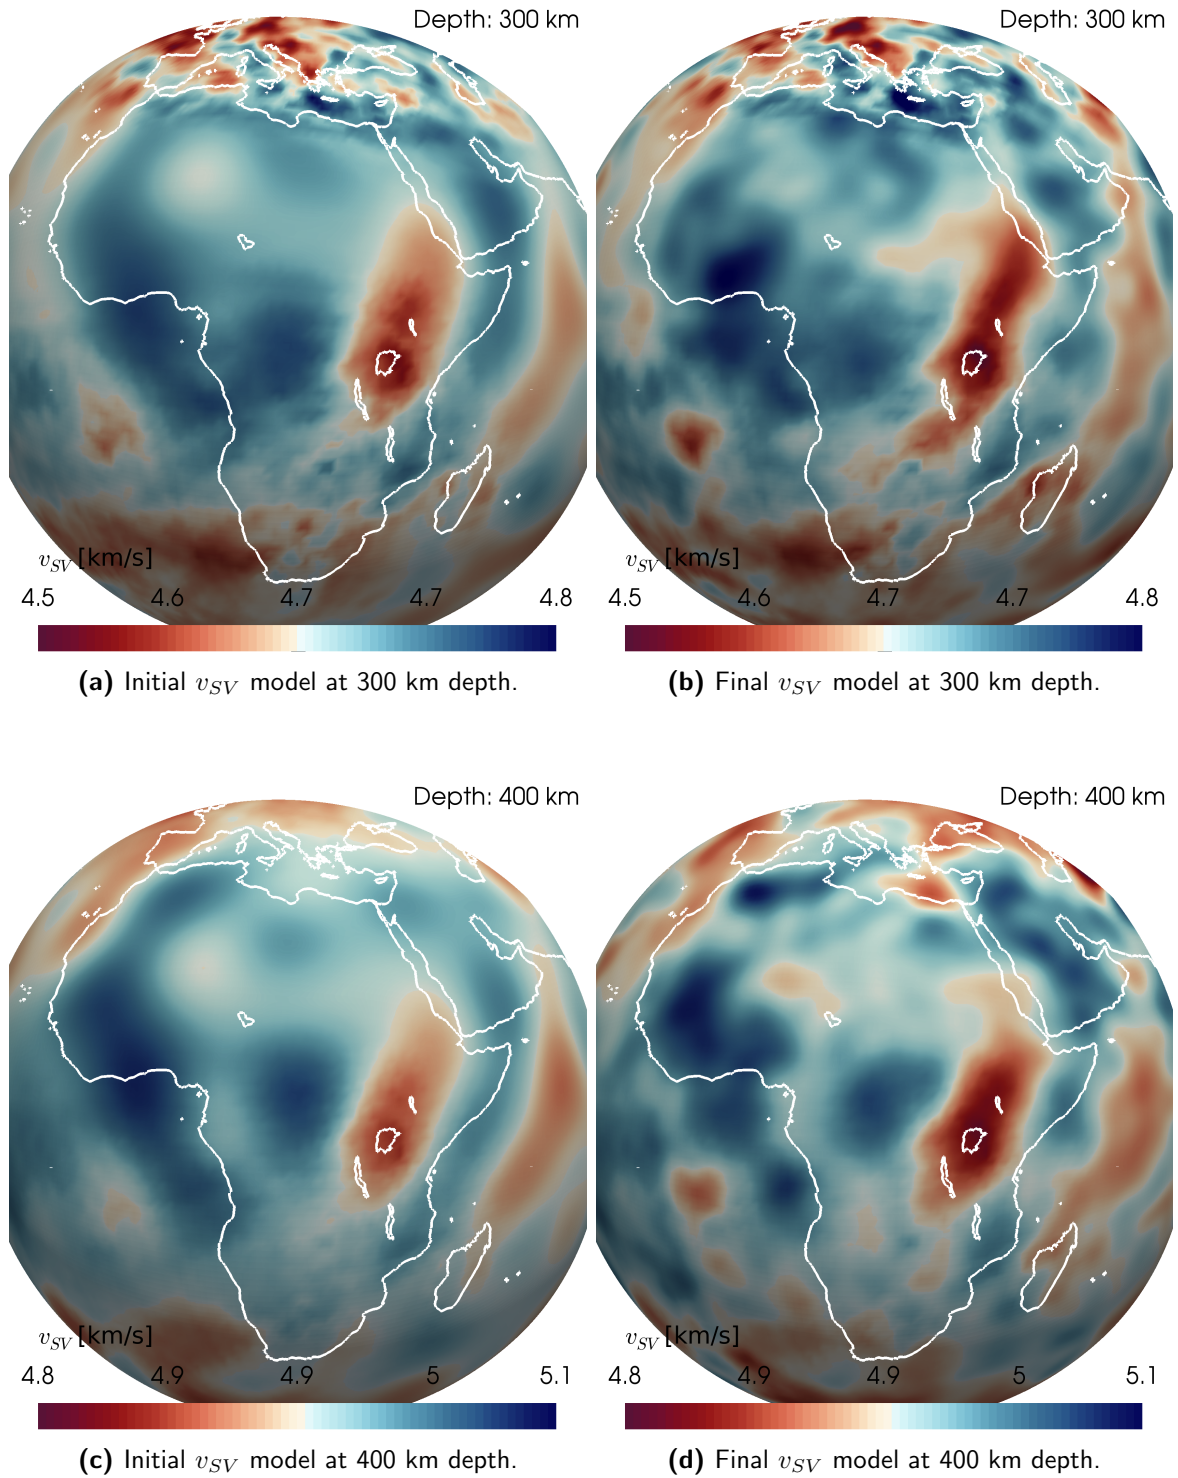 Depth: 300 km
v_SV [km/s]
4.5 4.6 4.7 4.7 4.8
(a) Initial v_SV model at 300 km depth.
Depth: 300 km
v_SV [km/s]
4.5 4.6 4.7 4.7 4.8
(b) Final v_SV model at 300 km depth.
Depth: 400 km
v_SV [km/s]
4.8 4.9 4.9 5 5.1
(c) Initial v_SV model at 400 km depth.
Depth: 400 km
v_SV [km/s]
4.8 4.9 4.9 5 5.1
(d) Final v_SV model at 400 km depth.